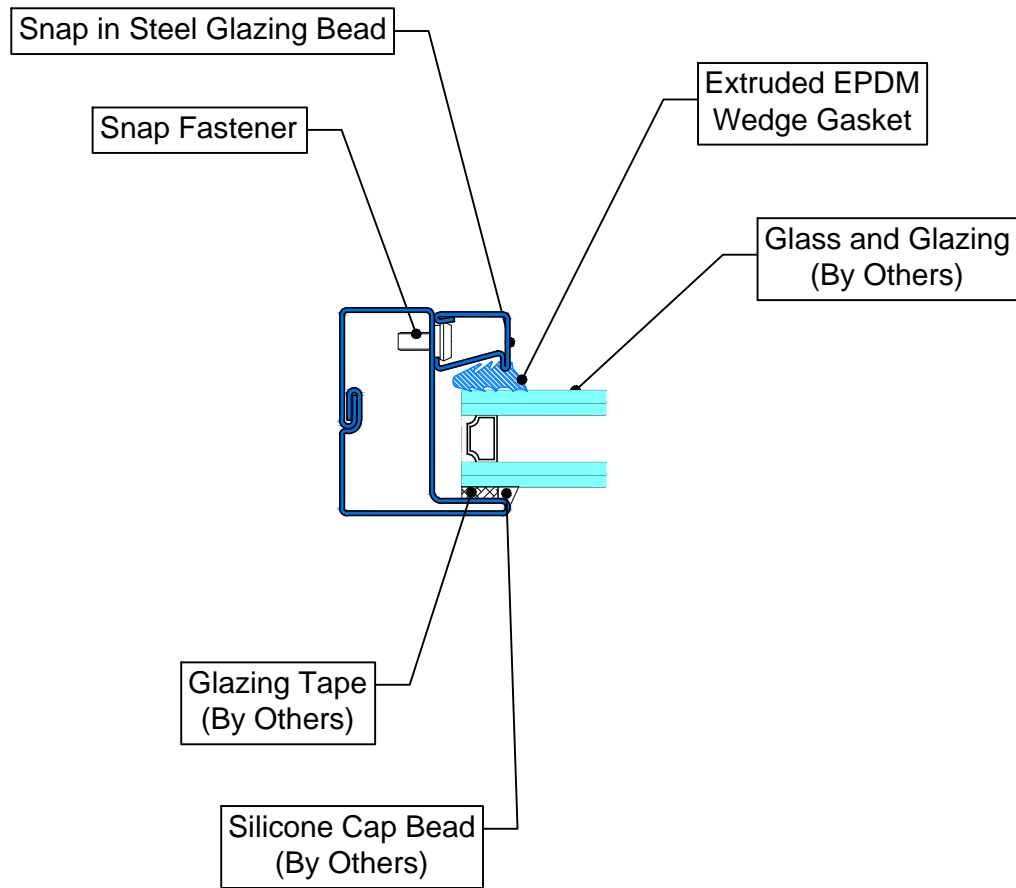 Snap in Steel Glazing Bead
Extruded EPDM
Wedge Gasket
Snap Fastener
Glass and Glazing
(By Others)
Glazing Tape
(By Others)
Silicone Cap Bead
(By Others)